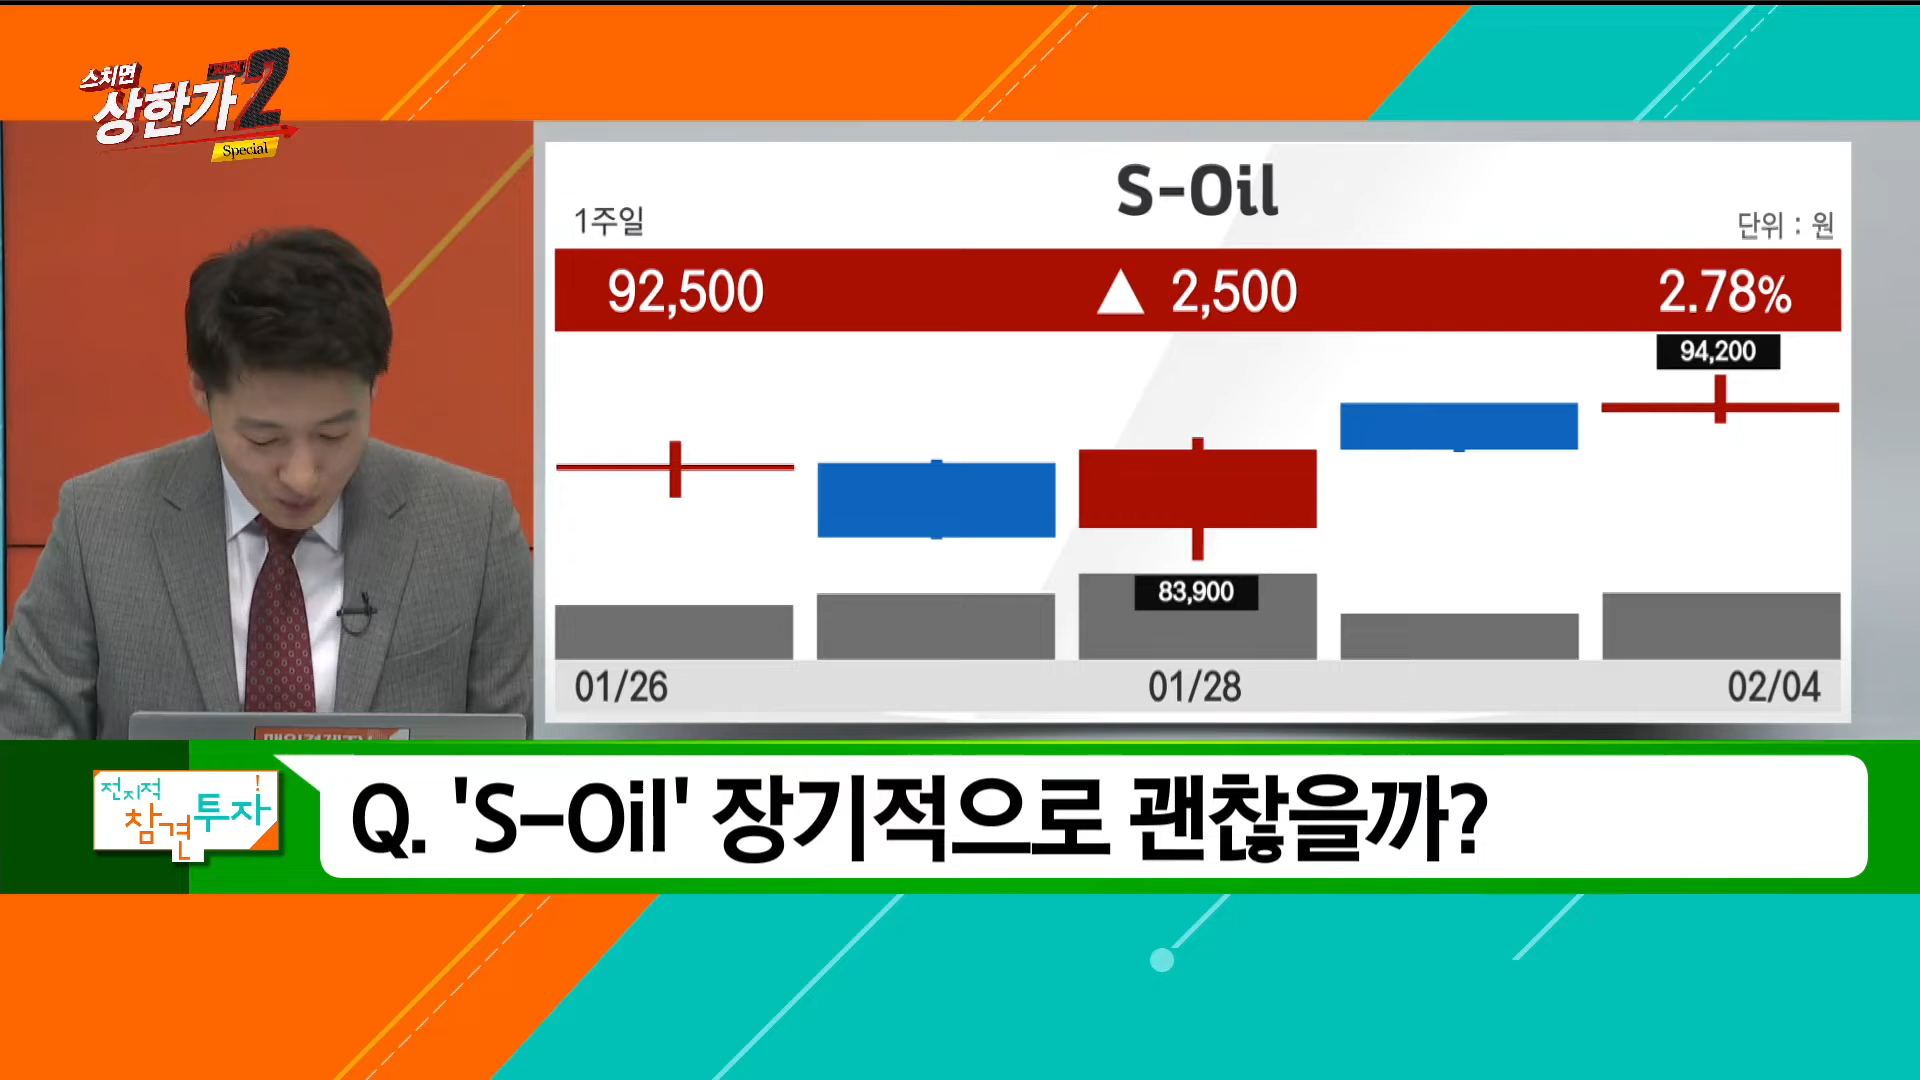 스치면
상한가2
Special
S-Oil
1주일
단위 : 원
92,500 ▲ 2,500 2.78%
94,200
83,900
01/26 01/28 02/04
전지적
참견
투자!
Q. 'S-Oil' 장기적으로 괜찮을까?